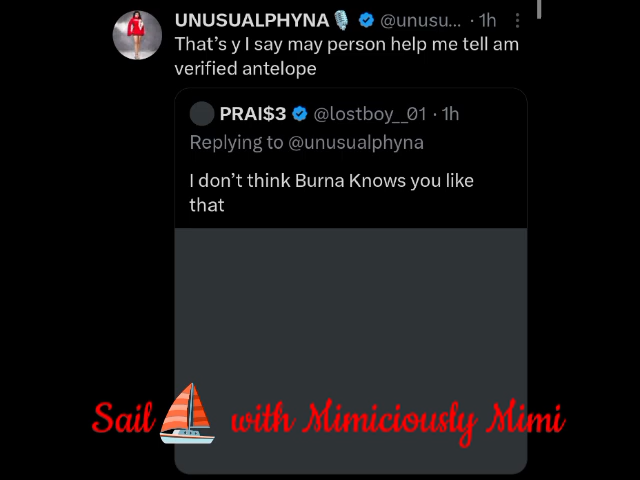 UNUSUALPHYNA🎙️ @unusu... · 1h
That's y I say may person help me tell am
verified antelope
PRAI$3 @lostboy__01 · 1h
Replying to @unusualphyna
I don't think Burna Knows you like
that
Sail with Mimiciously Mimi